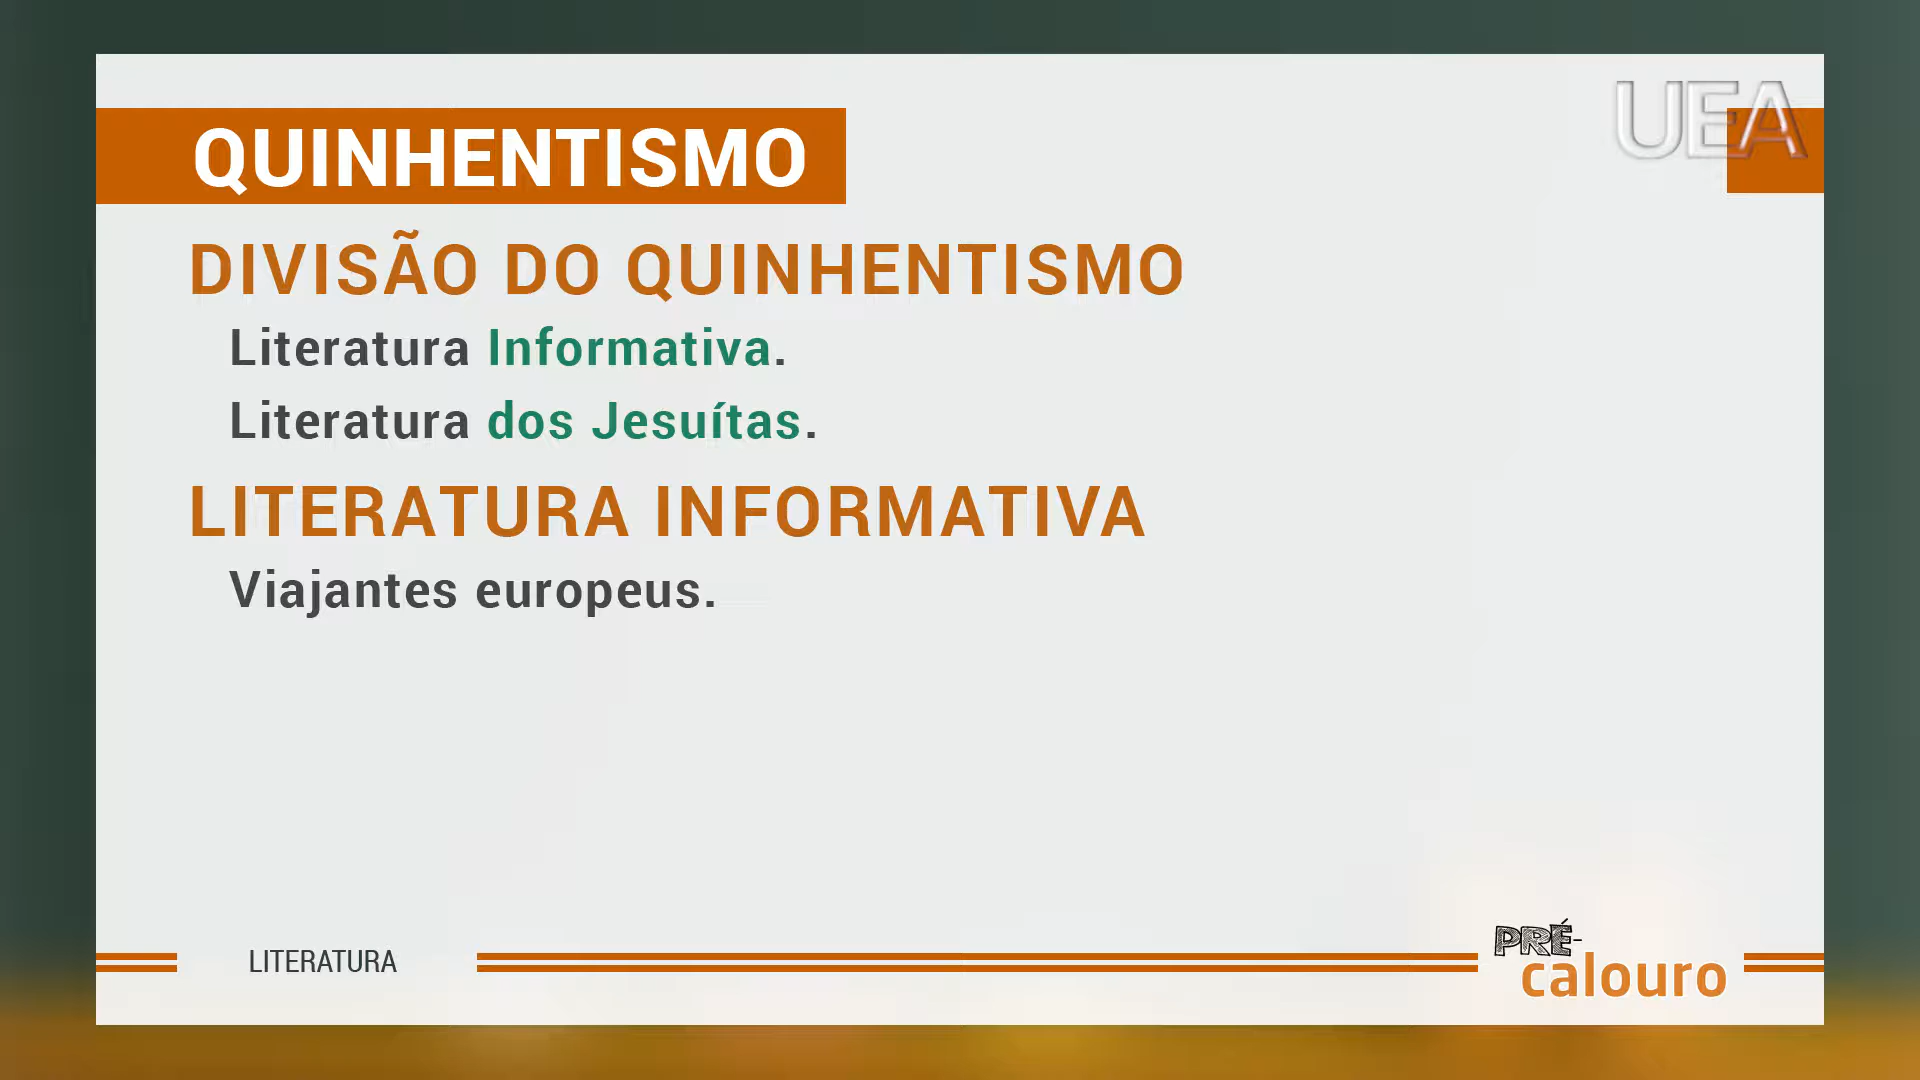 UEA
QUINHENTISMO
DIVISÃO DO QUINHENTISMO
Literatura Informativa.
Literatura dos Jesuítas.
LITERATURA INFORMATIVA
Viajantes europeus.
LITERATURA
PRÉ-
calouro